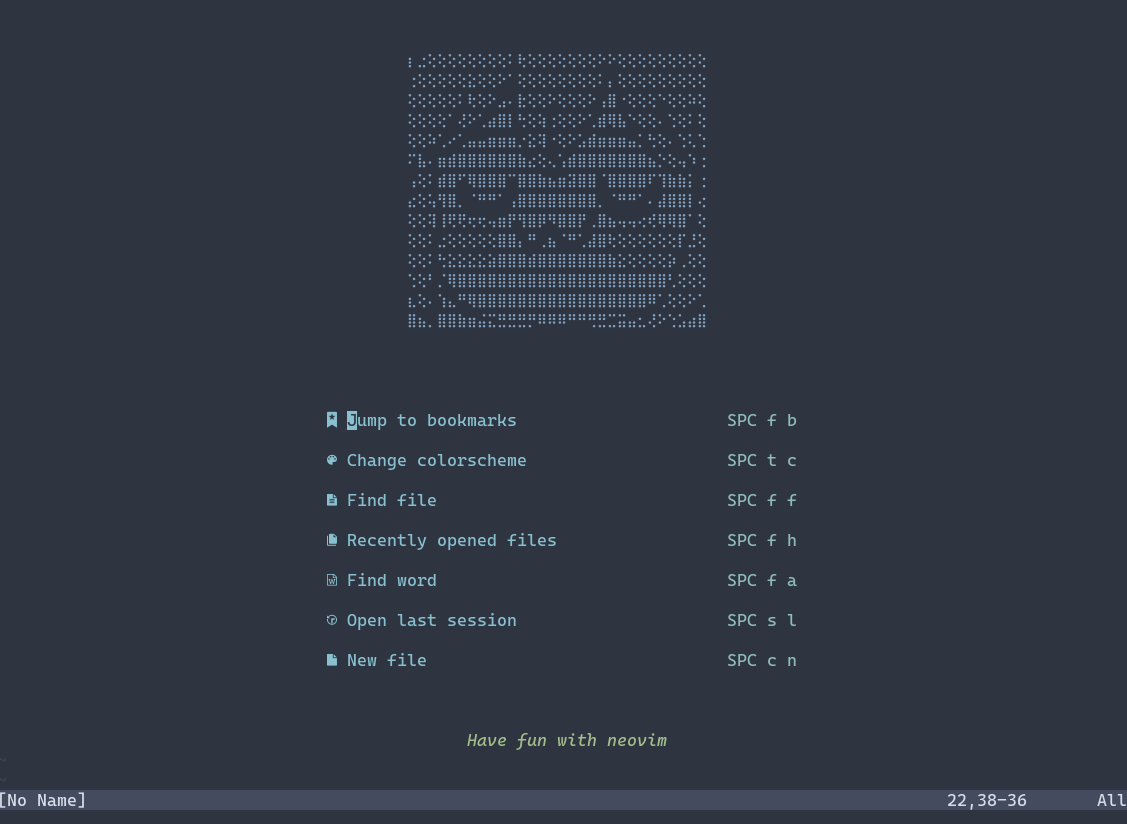 Jump to bookmarks SPC f b
Change colorscheme SPC t c
Find file SPC f f
Recently opened files SPC f h
Find word SPC f a
Open last session SPC s l
New file SPC c n
Have fun with neovim
~
~
[No Name] 22,38-36 All